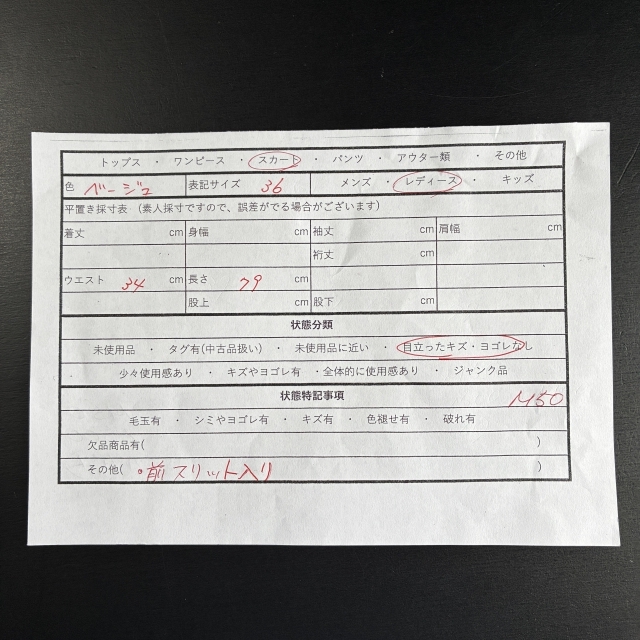 トップス ・ ワンピース ・ スカート ・ パンツ ・ アウター類 ・ その他
色 ベージュ 表記サイズ 36 メンズ ・ レディース ・ キッズ
平置き採寸表 (素人採寸ですので、誤差がでる場合がございます)
着丈 cm 身幅 cm 袖丈 cm 肩幅 cm
裄丈 cm
ウエスト 34 cm 長さ 79 cm
股上 cm 股下 cm
状態分類
未使用品 ・ タグ有(中古品扱い) ・ 未使用品に近い ・ 目立ったキズ・ヨゴレなし
少々使用感あり ・ キズやヨゴレ有 ・全体的に使用感あり ・ ジャンク品
状態特記事項 M50
毛玉有 ・ シミやヨゴレ有 ・ キズ有 ・ 色褪せ有 ・ 破れ有
欠品商品有( )
その他( •前スリット入り )